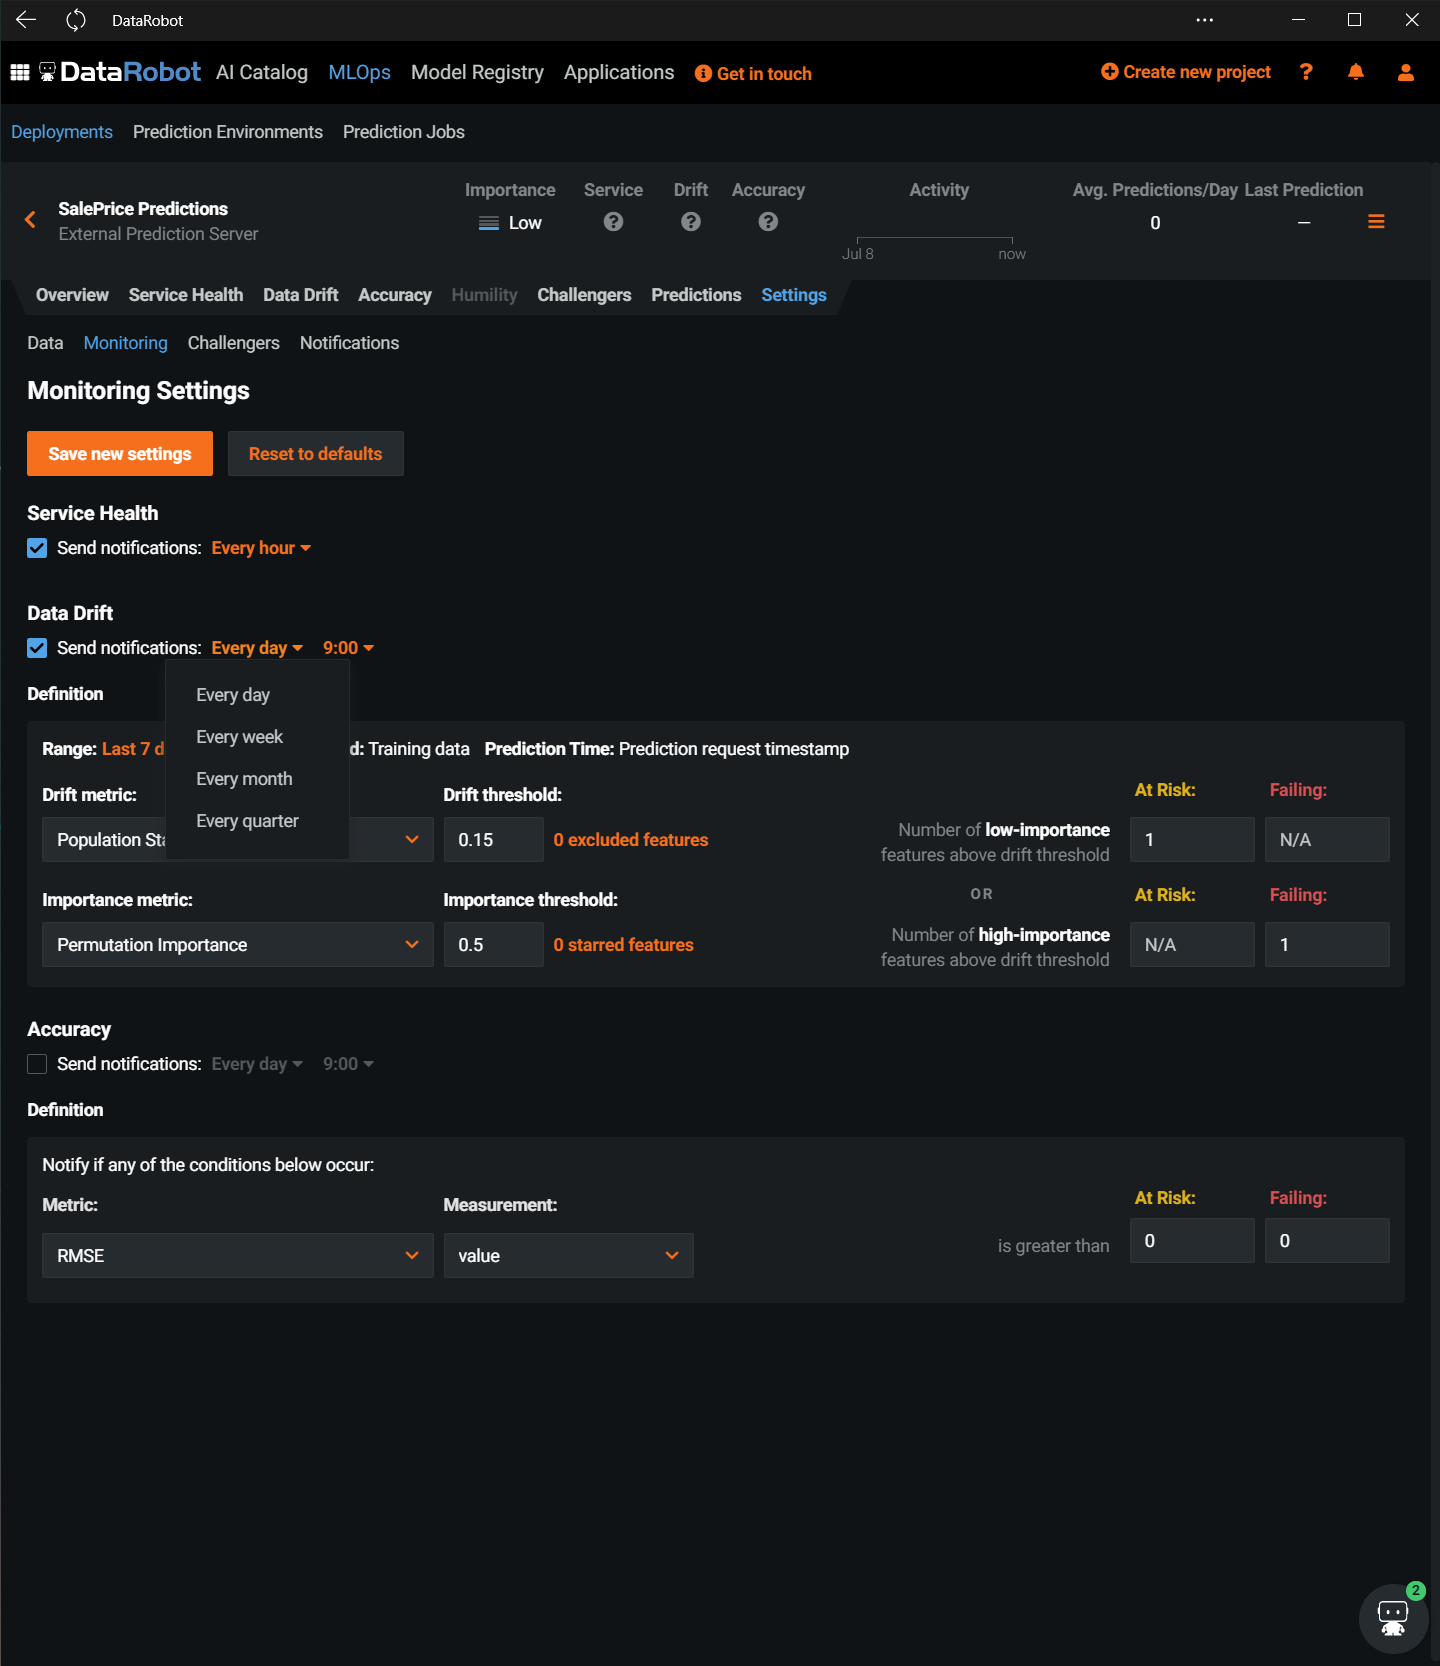 DataRobot
DataRobot AI Catalog MLOps Model Registry Applications Get in touch Create new project ?
Deployments Prediction Environments Prediction Jobs
Importance Service Drift Accuracy Activity Avg. Predictions/Day Last Prediction
SalePrice Predictions
External Prediction Server
Low ? ? ? 0 –
Jul 8 now
Overview Service Health Data Drift Accuracy Humility Challengers Predictions Settings
Data Monitoring Challengers Notifications
Monitoring Settings
Save new settings Reset to defaults
Service Health
Send notifications: Every hour
Data Drift
Send notifications: Every day 9:00
Every day
Every week
Every month
Every quarter
Definition
Range: Last 7 d d: Training data Prediction Time: Prediction request timestamp
Drift metric: Drift threshold: At Risk: Failing:
Population Sta 0.15 0 excluded features Number of low-importance features above drift threshold 1 N/A
OR
Importance metric: Importance threshold: At Risk: Failing:
Permutation Importance 0.5 0 starred features Number of high-importance features above drift threshold N/A 1
Accuracy
Send notifications: Every day 9:00
Definition
Notify if any of the conditions below occur:
Metric: Measurement: At Risk: Failing:
RMSE value is greater than 0 0
2